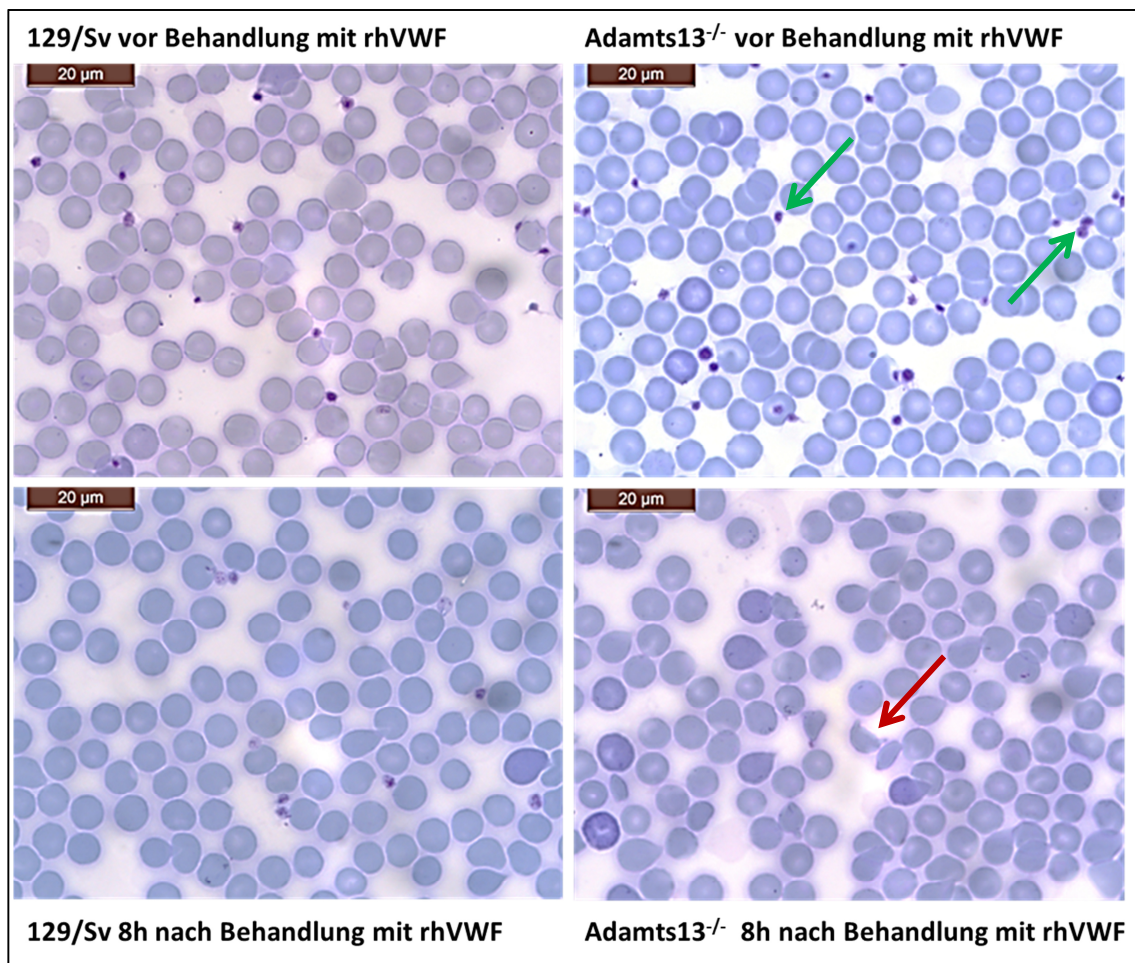 129/Sv vor Behandlung mit rhVWF
Adamts13-/- vor Behandlung mit rhVWF
20 µm
20 µm
20 µm
20 µm
129/Sv 8h nach Behandlung mit rhVWF
Adamts13-/- 8h nach Behandlung mit rhVWF